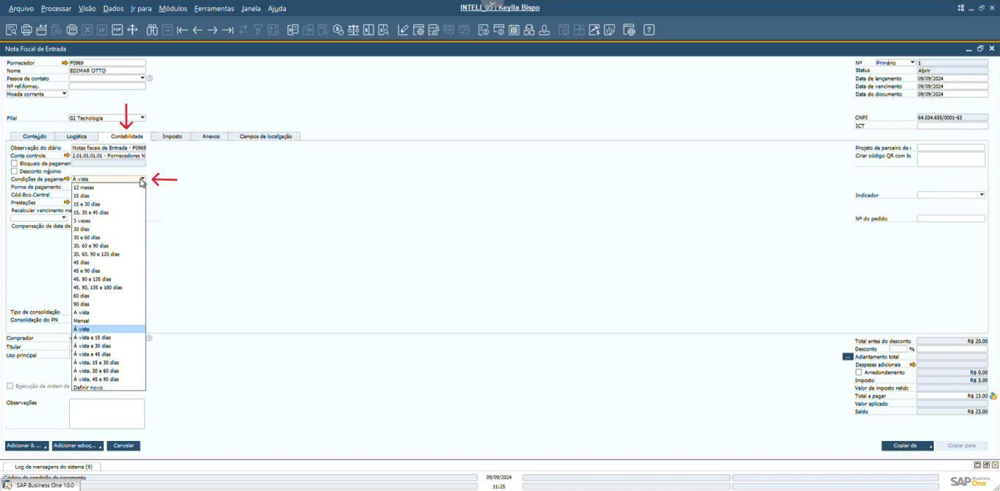 Arquivo Processar Visão Dados Ir para Módulos Ferramentas Janela Ajuda
INTELI_05 | Keylla Bispo
Nota Fiscal de Entrada
Fornecedor F0969
Nome EDIMAR OTTO
Pessoa de contato
Nº ref.fornec.
Moeda corrente
Filial G2 Tecnologia
Nº Primário 1
Status Abrir
Data de lançamento 09/09/2024
Data de vencimento 09/09/2024
Data do documento 09/09/2024
CNPJ 64.034.655/0001-63
ICT
Conteúdo Logística Contabilidade Imposto Anexos Campos de localização
Observação do diário Notas fiscais de Entrada - F0969
Conta controle 2.01.01.01.01 - Fornecedores N
Bloqueio de pagamen
Desconto máximo
Condições de pagamen À vista
Forma de pagamento
Cód.Bco.Central
Prestações
Recalcular vencimento ma
Compensação de data de
12 meses
15 dias
15 e 30 dias
15, 30 e 45 dias
3 vezes
30 dias
30 e 60 dias
30, 60 e 90 dias
30, 60, 90 e 120 dias
45 dias
45 e 90 dias
45, 90 e 135 dias
45, 90, 135 e 180 dias
60 dias
90 dias
A vista
Mensal
À vista
À vista e 15 dias
À vista e 30 dias
À vista e 45 dias
À vista, 15 e 30 dias
À vista, 30 e 60 dias
À vista, 45 e 90 dias
Definir novo
Tipo de consolidação
Consolidação do PN
Projeto de parceiro de
Criar código QR com
Indicador
Nº do pedido
Comprador
Titular
Uso principal
Execução da ordem de
Observações
Total antes do desconto R$ 20,00
Desconto %
... Adiantamento total
Despesas adicionais
Arredondamento R$ 0,00
Imposto R$ 3,00
Valor de imposto retido
Total a pagar R$ 23,00
Valor aplicado
Saldo R$ 23,00
Adicionar & ... Adicionar esboç... Cancelar
Copiar de Copiar para
Log de mensagens do sistema (9)
Código da condição de pagamento
09/09/2024
11:25
SAP Business One 10.0
SAP Business One